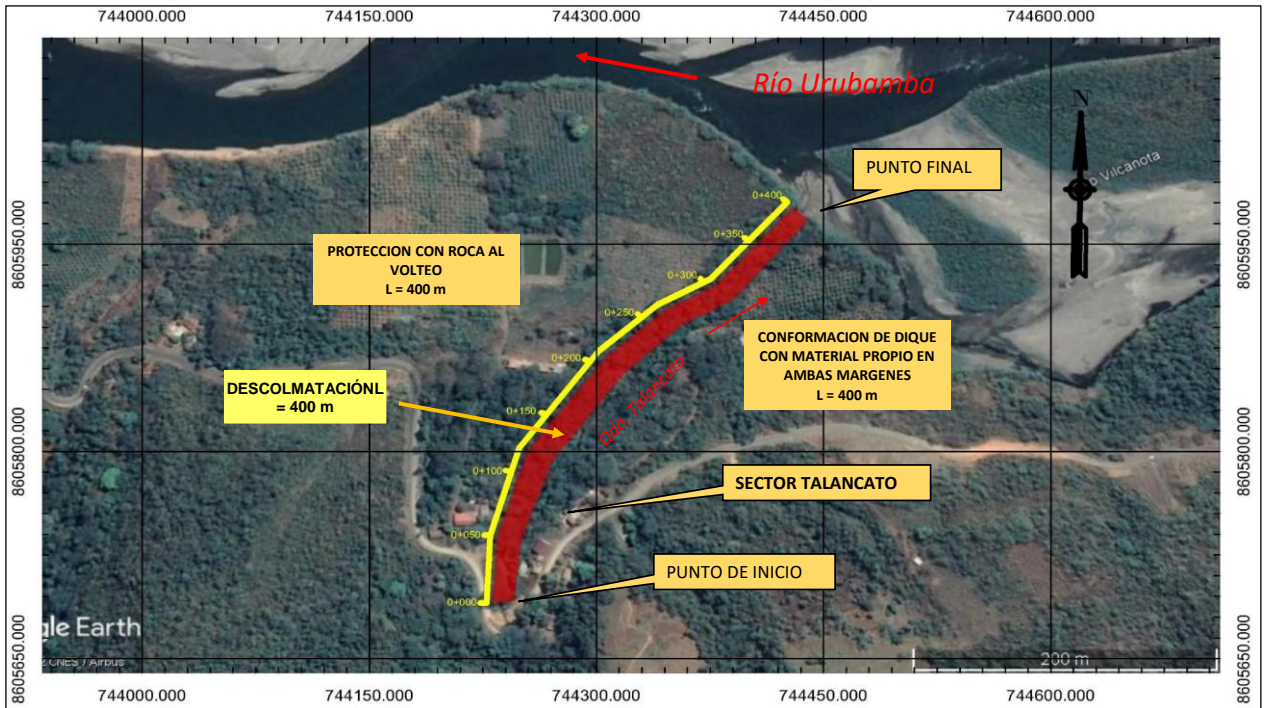 744000.000 744150.000 744300.000 744450.000 744600.000
Río Urubamba
N
PUNTO FINAL
o Vilcanota
0+400
8605950.000
8605950.000
0+350
PROTECCION CON ROCA AL
VOLTEO
L = 400 m
0+300
0+250
CONFORMACION DE DIQUE
CON MATERIAL PROPIO EN
AMBAS MARGENES
L = 400 m
0+200
DESCOLMATACIÓNL
= 400 m
Qda. Talancato
0+150
8605800.000
8605800.000
0+100
SECTOR TALANCATO
0+050
PUNTO DE INICIO
0+000
gle Earth
2 CNES / Airbus
200 m
8605650.000
8605650.000
744000.000 744150.000 744300.000 744450.000 744600.000